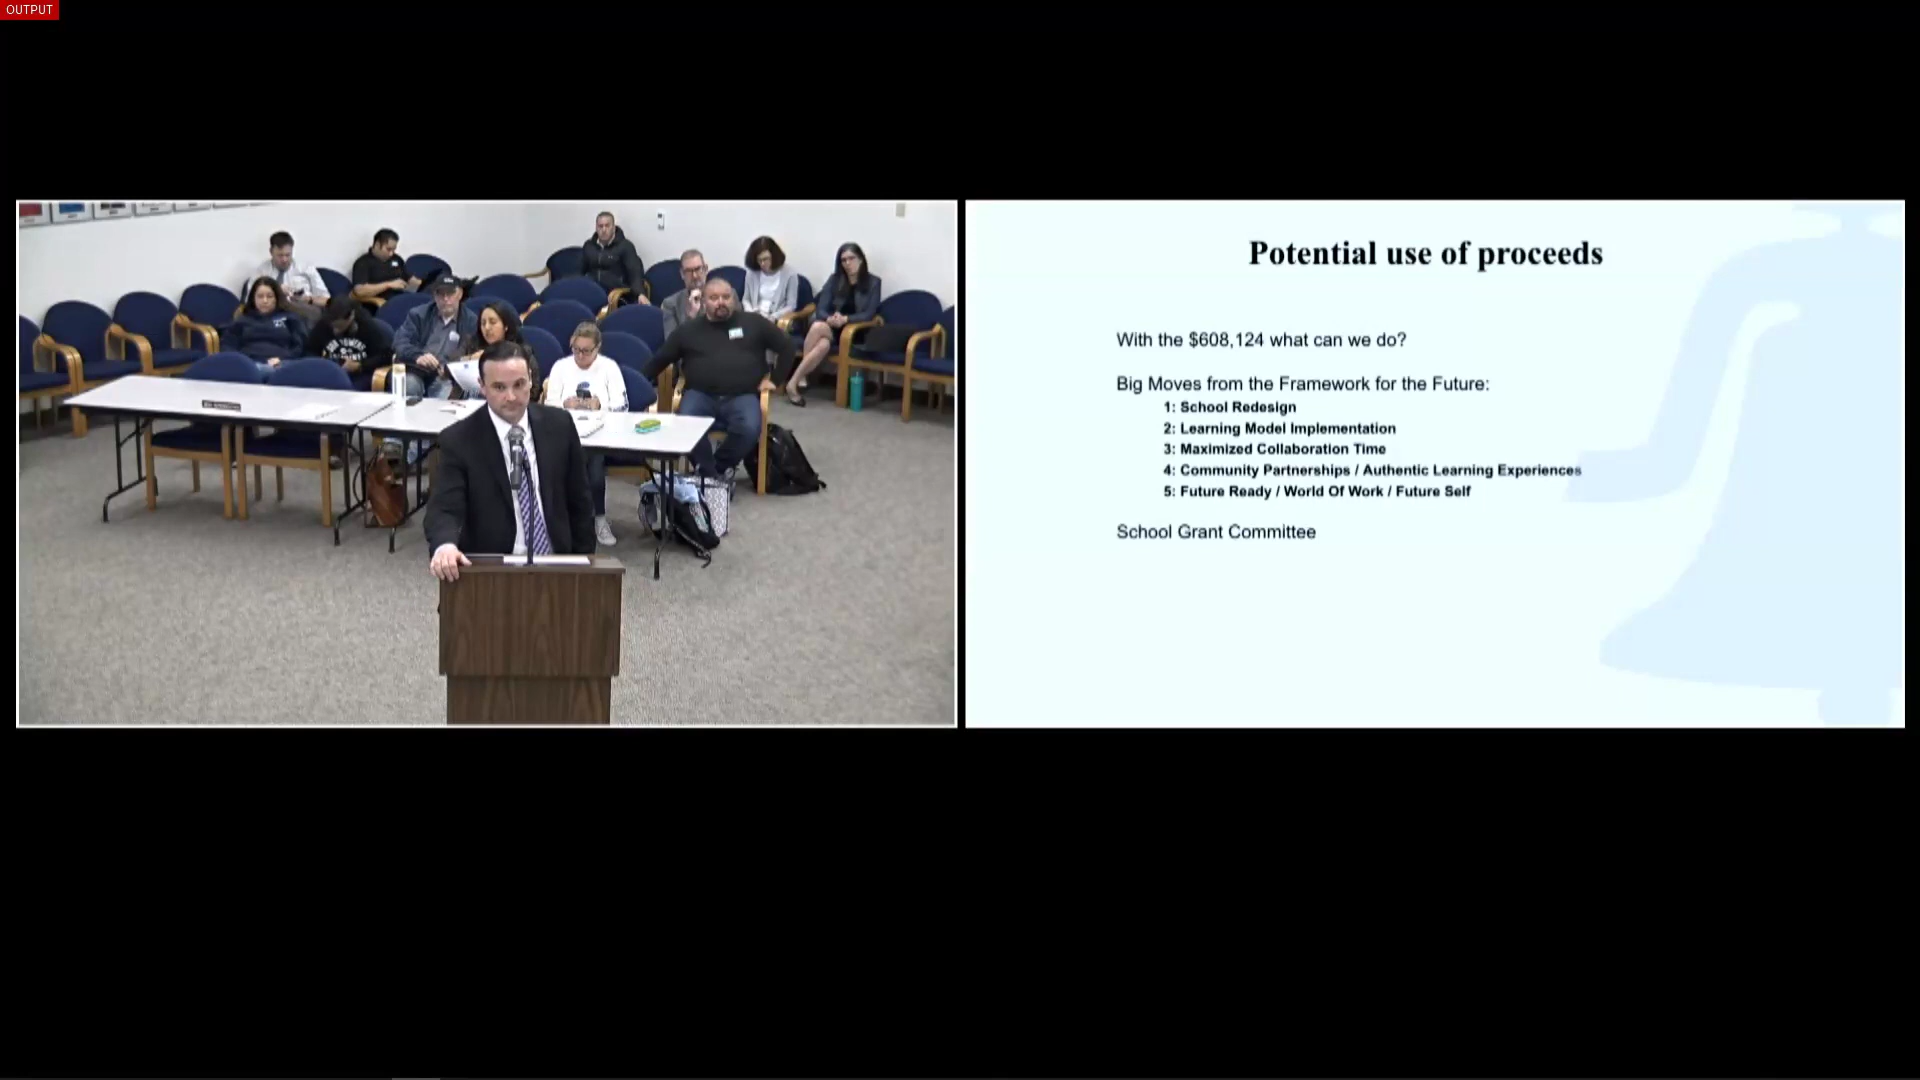 OUTPUT
Potential use of proceeds
With the $608,124 what can we do?
Big Moves from the Framework for the Future:
1: School Redesign
2: Learning Model Implementation
3: Maximized Collaboration Time
4: Community Partnerships / Authentic Learning Experiences
5: Future Ready / World Of Work / Future Self
School Grant Committee